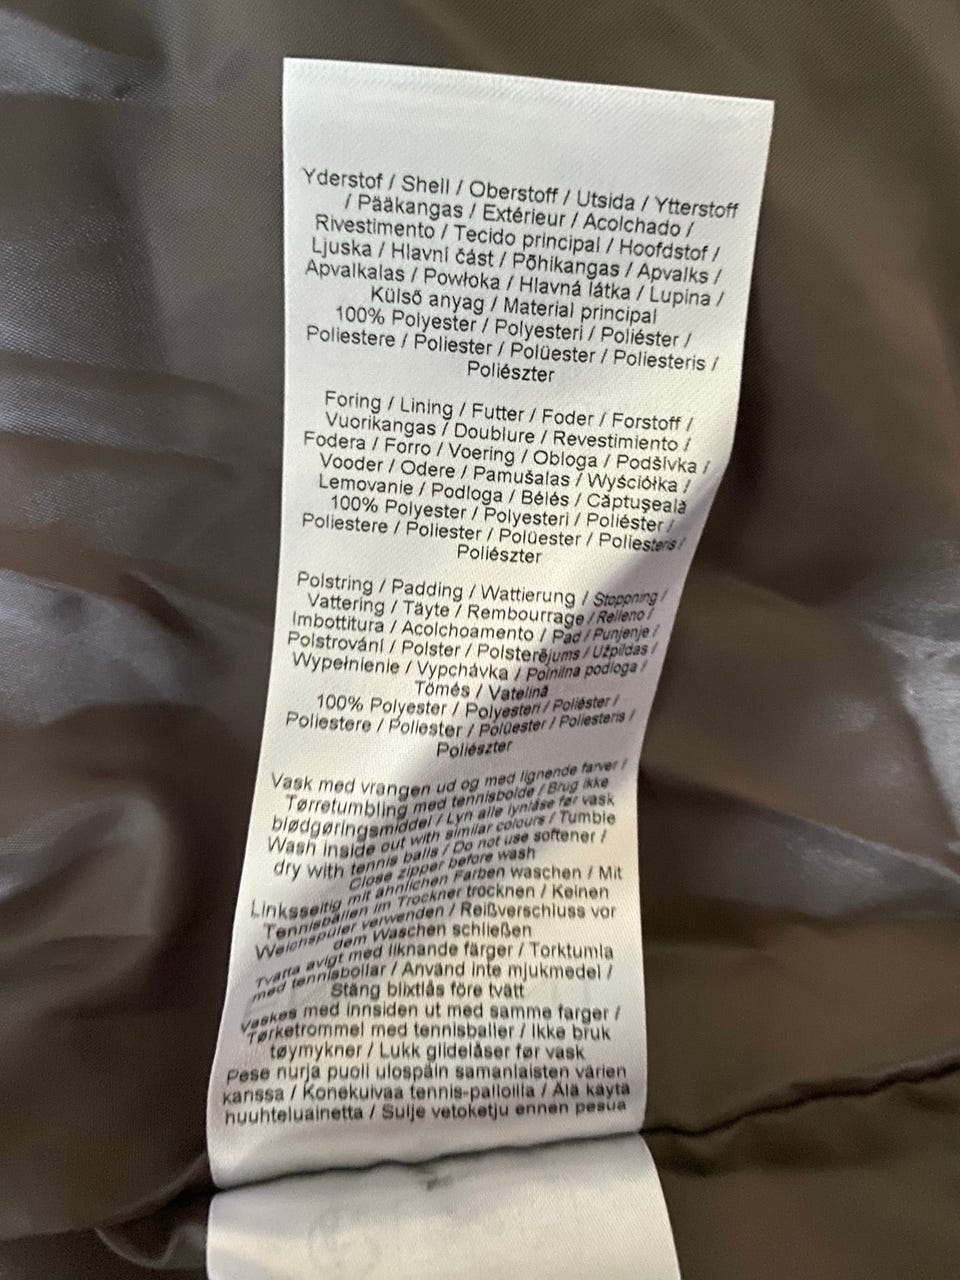 Yderstof / Shell / Oberstoff / Utsida / Ytterstoff
/ Pääkangas / Extérieur / Acolchado /
Rivestimento / Tecido principal / Hoofdstof /
Ljuska / Hlavní část / Põhikangas / Apvalks /
Apvalkalas / Powłoka / Hlavná látka / Lupina /
Külső anyag / Material principal
100% Polyester / Polyesteri / Poliéster /
Poliestere / Poliester / Polüester / Poliesteris /
Poliészter
Foring / Lining / Futter / Foder / Forstoff /
Vuorikangas / Doublure / Revestimiento /
Fodera / Forro / Voering / Obloga / Podšívka /
Vooder / Odere / Pamušalas / Wyściółka /
Lemovanie / Podloga / Bélés / Căptuşeală
100% Polyester / Polyesteri / Poliéster /
Poliestere / Poliester / Polüester / Poliesteris /
Poliészter
Polstring / Padding / Wattierung / Stoppning /
Vattering / Täyte / Rembourrage / Relleno /
Imbottitura / Acolchoamento / Pad / Punjenje /
Polstrování / Polster / Polsterējums / Užpildas /
Wypełnienie / Vypchávka / Polnilna podloga /
Tömés / Vatelină
100% Polyester / Polyesteri / Poliéster /
Poliestere / Poliester / Polüester / Poliesteris /
Poliészter
Vask med vrangen ud og med lignende farver /
Tørretumbling med tennisbolde / Brug ikke
blødgøringsmiddel / Lyn alle lynlåse før vask
Wash inside out with similar colours / Tumble
dry with tennis balls / Do not use softener /
Close zipper before wash
Linksseitig mit ähnlichen Farben waschen / Mit
Tennisbällen im Trockner trocknen / Keinen
Weichspüler verwenden / Reißverschluss vor
dem Waschen schließen
Tvätta avigt med liknande färger / Torktumla
med tennisbollar / Använd inte mjukmedel /
Stäng blixtlås före tvätt
Vaskes med innsiden ut med samme farger /
Tørketrommel med tennisballer / Ikke bruk
tøymykner / Lukk glidelåser før vask
Pese nurja puoli ulospäin samanlaisten värien
kanssa / Konekuivaa tennis-palloilla / Älä käytä
huuhteluainetta / Sulje vetoketju ennen pesua